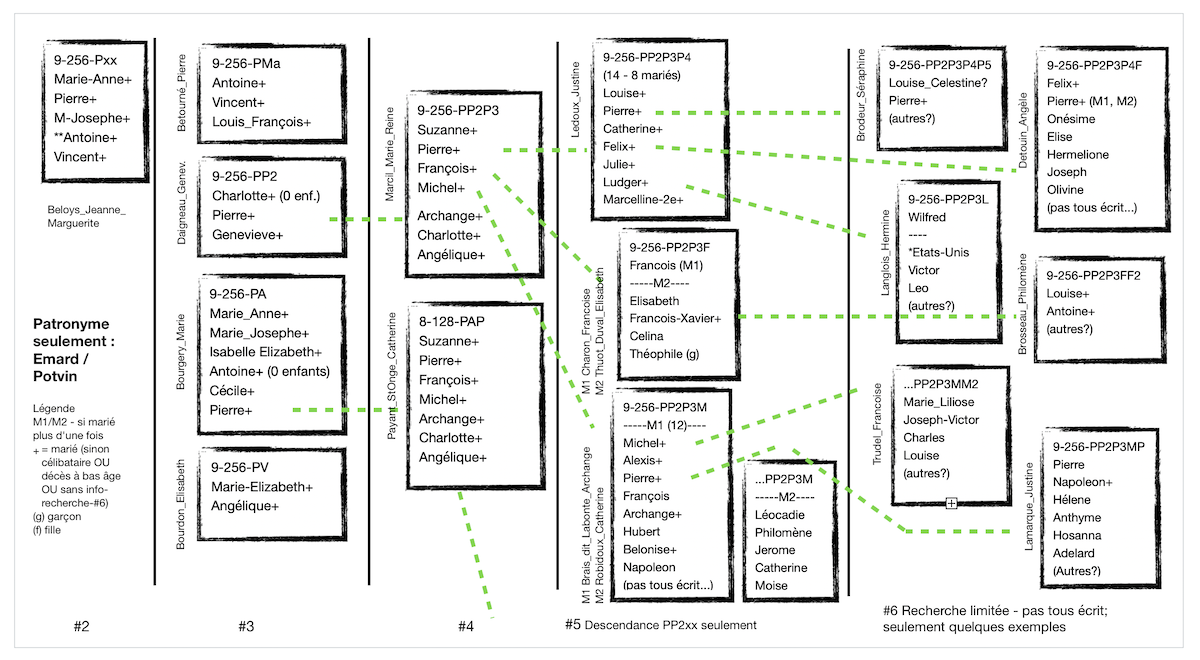 9-256-Pxx
Marie-Anne+
Pierre+
M-Josephe+
**Antoine+
Vincent+
Beloys_Jeanne_
Marguerite
Patronyme
seulement :
Emard /
Potvin
Légende
M1/M2 - si marié
plus d'une fois
+ = marié (sinon
célibataire OU
décès à bas âge
OU sans info-
recherche-#6)
(g) garçon
(f) fille
#2
Betourné_Pierre
9-256-PMa
Antoine+
Vincent+
Louis_François+
Daigneau_Genev.
9-256-PP2
Charlotte+ (0 enf.)
Pierre+
Genevieve+
Bourgery_Marie
9-256-PA
Marie_Anne+
Marie_Josephe+
Isabelle Elizabeth+
Antoine+ (0 enfants)
Cécile+
Pierre+
Bourdon_Elisabeth
9-256-PV
Marie-Elizabeth+
Angélique+
#3
Marcil_Marie_Reine
9-256-PP2P3
Suzanne+
Pierre+
François+
Michel+
Archange+
Charlotte+
Angélique+
Payant_StOnge_Catherine
8-128-PAP
Suzanne+
Pierre+
François+
Michel+
Archange+
Charlotte+
Angélique+
#4
Ledoux_Justine
9-256-PP2P3P4
(14 - 8 mariés)
Louise+
Pierre+
Catherine+
Felix+
Julie+
Ludger+
Marcelline-2e+
M1 Charon_Francoise
M2 Thuot_Duval_Elisabeth
9-256-PP2P3F
Francois (M1)
-----M2----
Elisabeth
Francois-Xavier+
Celina
Théophile (g)
M1 Brais_dit_Labonte_Archange
M2 Robidoux_Catherine
9-256-PP2P3M
-----M1 (12)----
Michel+
Alexis+
Pierre+
François
Archange+
Hubert
Belonise+
Napoleon
(pas tous écrit...)
...PP2P3M
-----M2----
Léocadie
Philomène
Jerome
Catherine
Moise
#5 Descendance PP2xx seulement
Brodeur_Séraphine
9-256-PP2P3P4P5
Louise_Celestine?
Pierre+
(autres?)
Langlois_Hermine
9-256-PP2P3L
Wilfred
----
*Etats-Unis
Victor
Leo
(autres?)
Trudel_Francoise
...PP2P3MM2
Marie_Liliose
Joseph-Victor
Charles
Louise
(autres?)
Detouin_Angèle
9-256-PP2P3P4F
Felix+
Pierre+ (M1, M2)
Onésime
Elise
Hermelione
Joseph
Olivine
(pas tous écrit...)
Brosseau_Philomène
9-256-PP2P3FF2
Louise+
Antoine+
(autres?)
Lamarque_Justine
9-256-PP2P3MP
Pierre
Napoleon+
Hélene
Anthyme
Hosanna
Adelard
(Autres?)
#6 Recherche limitée - pas tous écrit;
seulement quelques exemples